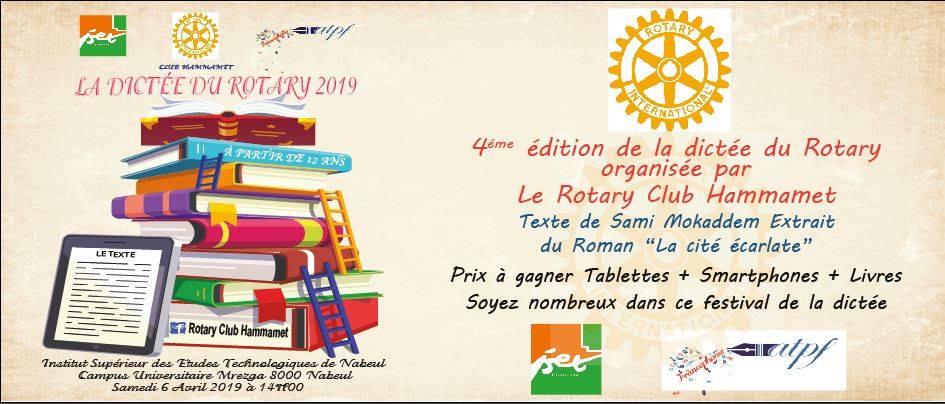 iset
CLUB HAMMAMET
atpf
LA DICTÉE DU ROTARY 2019
À PARTIR DE 12 ANS
LE TEXTE
Rotary Club Hammamet
Institut Supérieur des Etudes Technologiques de Nabeul
Campus Universitaire Mrezga 8000 Nabeul
Samedi 6 Avril 2019 à 14H00
ROTARY
INTERNATIONAL
4éme édition de la dictée du Rotary
organisée par
Le Rotary Club Hammamet
Texte de Sami Mokaddem Extrait
du Roman “La cité écarlate”
Prix à gagner Tablettes + Smartphones + Livres
Soyez nombreux dans ce festival de la dictée
iset
Francophonie
atpf